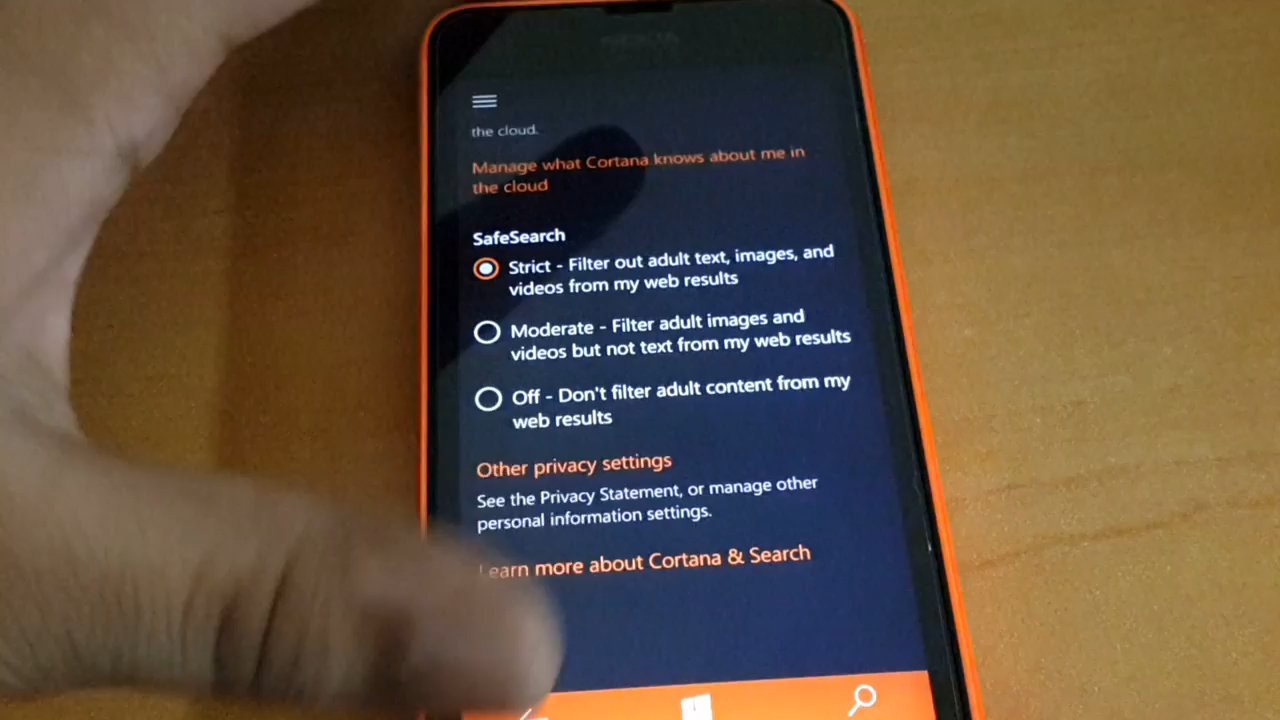 NOKIA
the cloud.
Manage what Cortana knows about me in
the cloud
SafeSearch
Strict - Filter out adult text, images, and
videos from my web results
Moderate - Filter adult images and
videos but not text from my web results
Off - Don't filter adult content from my
web results
Other privacy settings
See the Privacy Statement, or manage other
personal information settings.
Learn more about Cortana & Search